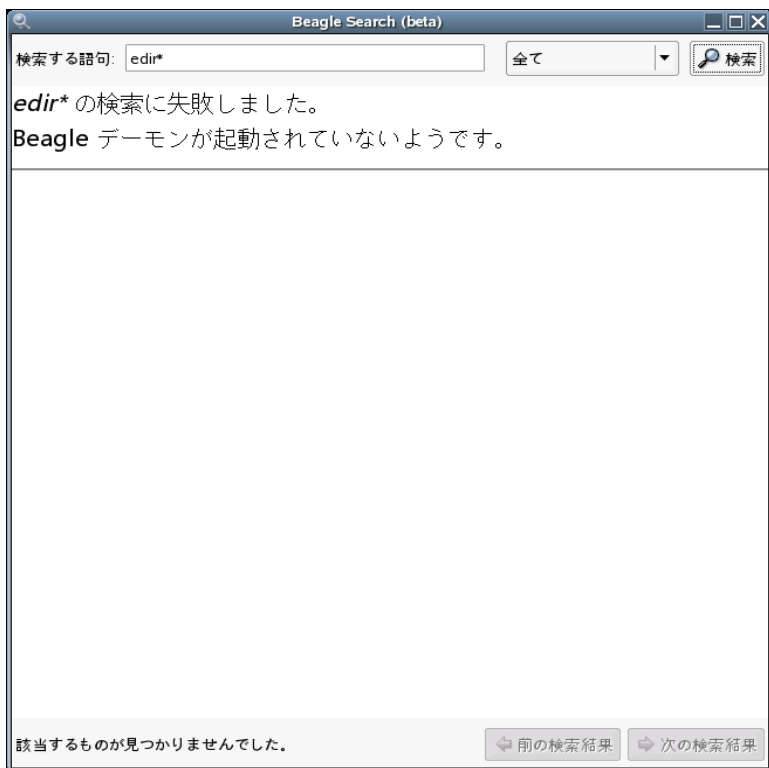 Beagle Search (beta)
検索する語句: edir* 全て 検索
edir* の検索に失敗しました。
Beagle デーモンが起動されていないようです。
該当するものが見つかりませんでした。 前の検索結果 次の検索結果